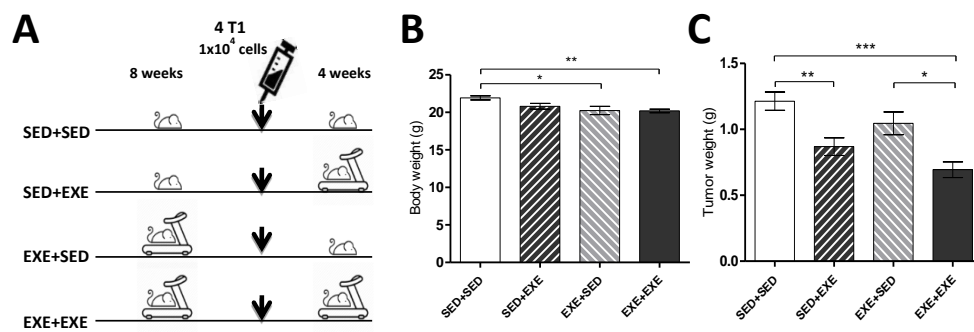 A
4 T1
1x10⁴ cells
8 weeks
4 weeks
SED+SED
SED+EXE
EXE+SED
EXE+EXE
B
**
*
25
20
15
10
5
0
Body weight (g)
SED+SED
SED+EXE
EXE+SED
EXE+EXE
C
***
**
*
1.5
1.0
0.5
0.0
Tumor weight (g)
SED+SED
SED+EXE
EXE+SED
EXE+EXE